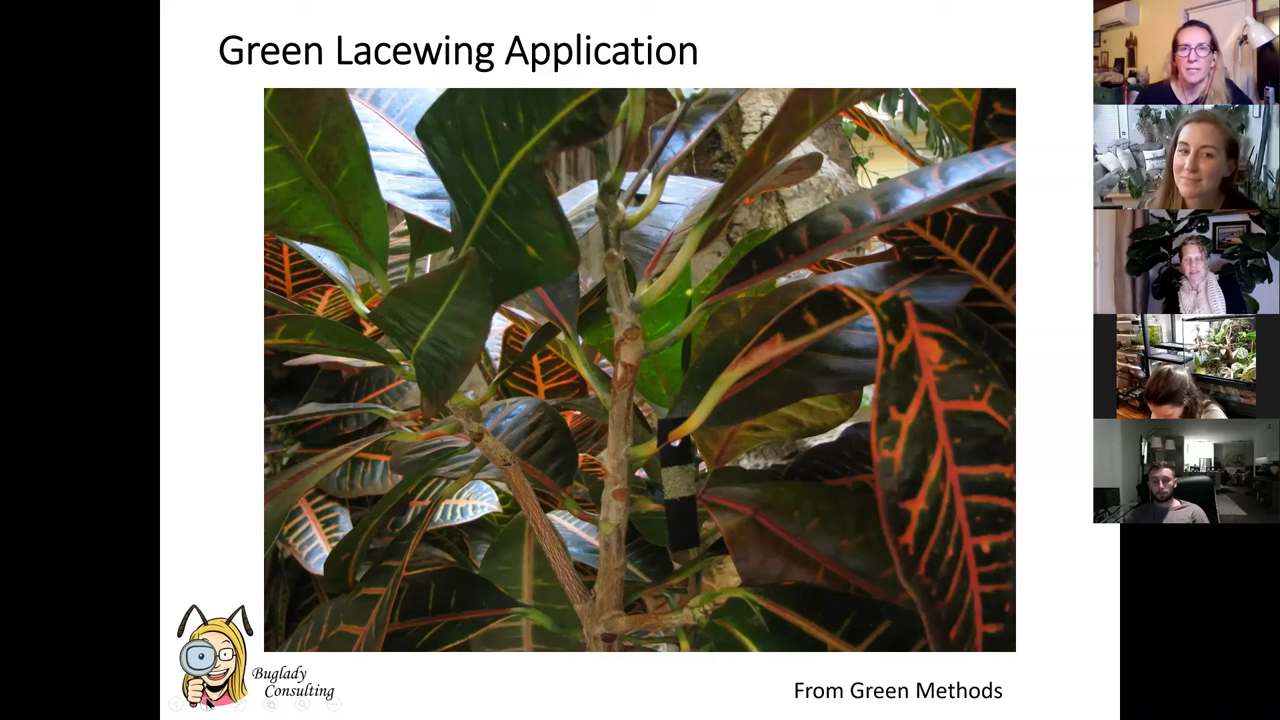 Green Lacewing Application
Buglady
Consulting
From Green Methods